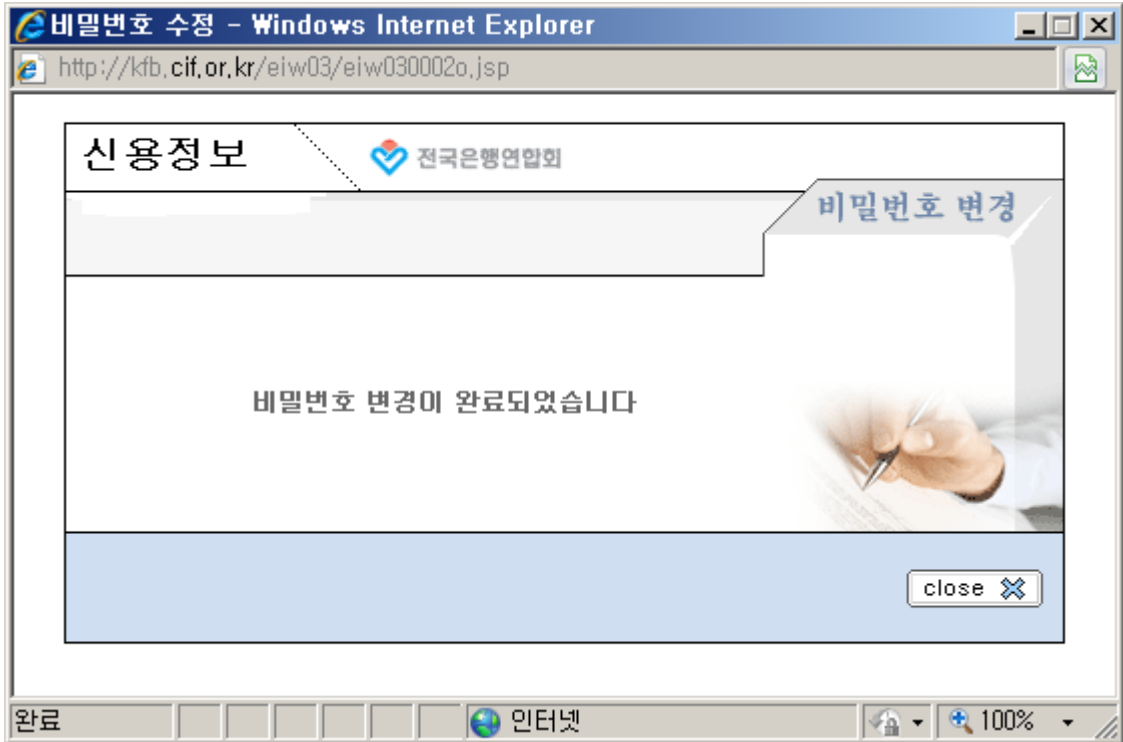 비밀번호 수정 - Windows Internet Explorer
http://kfb.cif.or.kr/eiw03/eiw030002o.jsp
신용정보
전국은행연합회
비밀번호 변경
비밀번호 변경이 완료되었습니다
close
완료
인터넷
100%